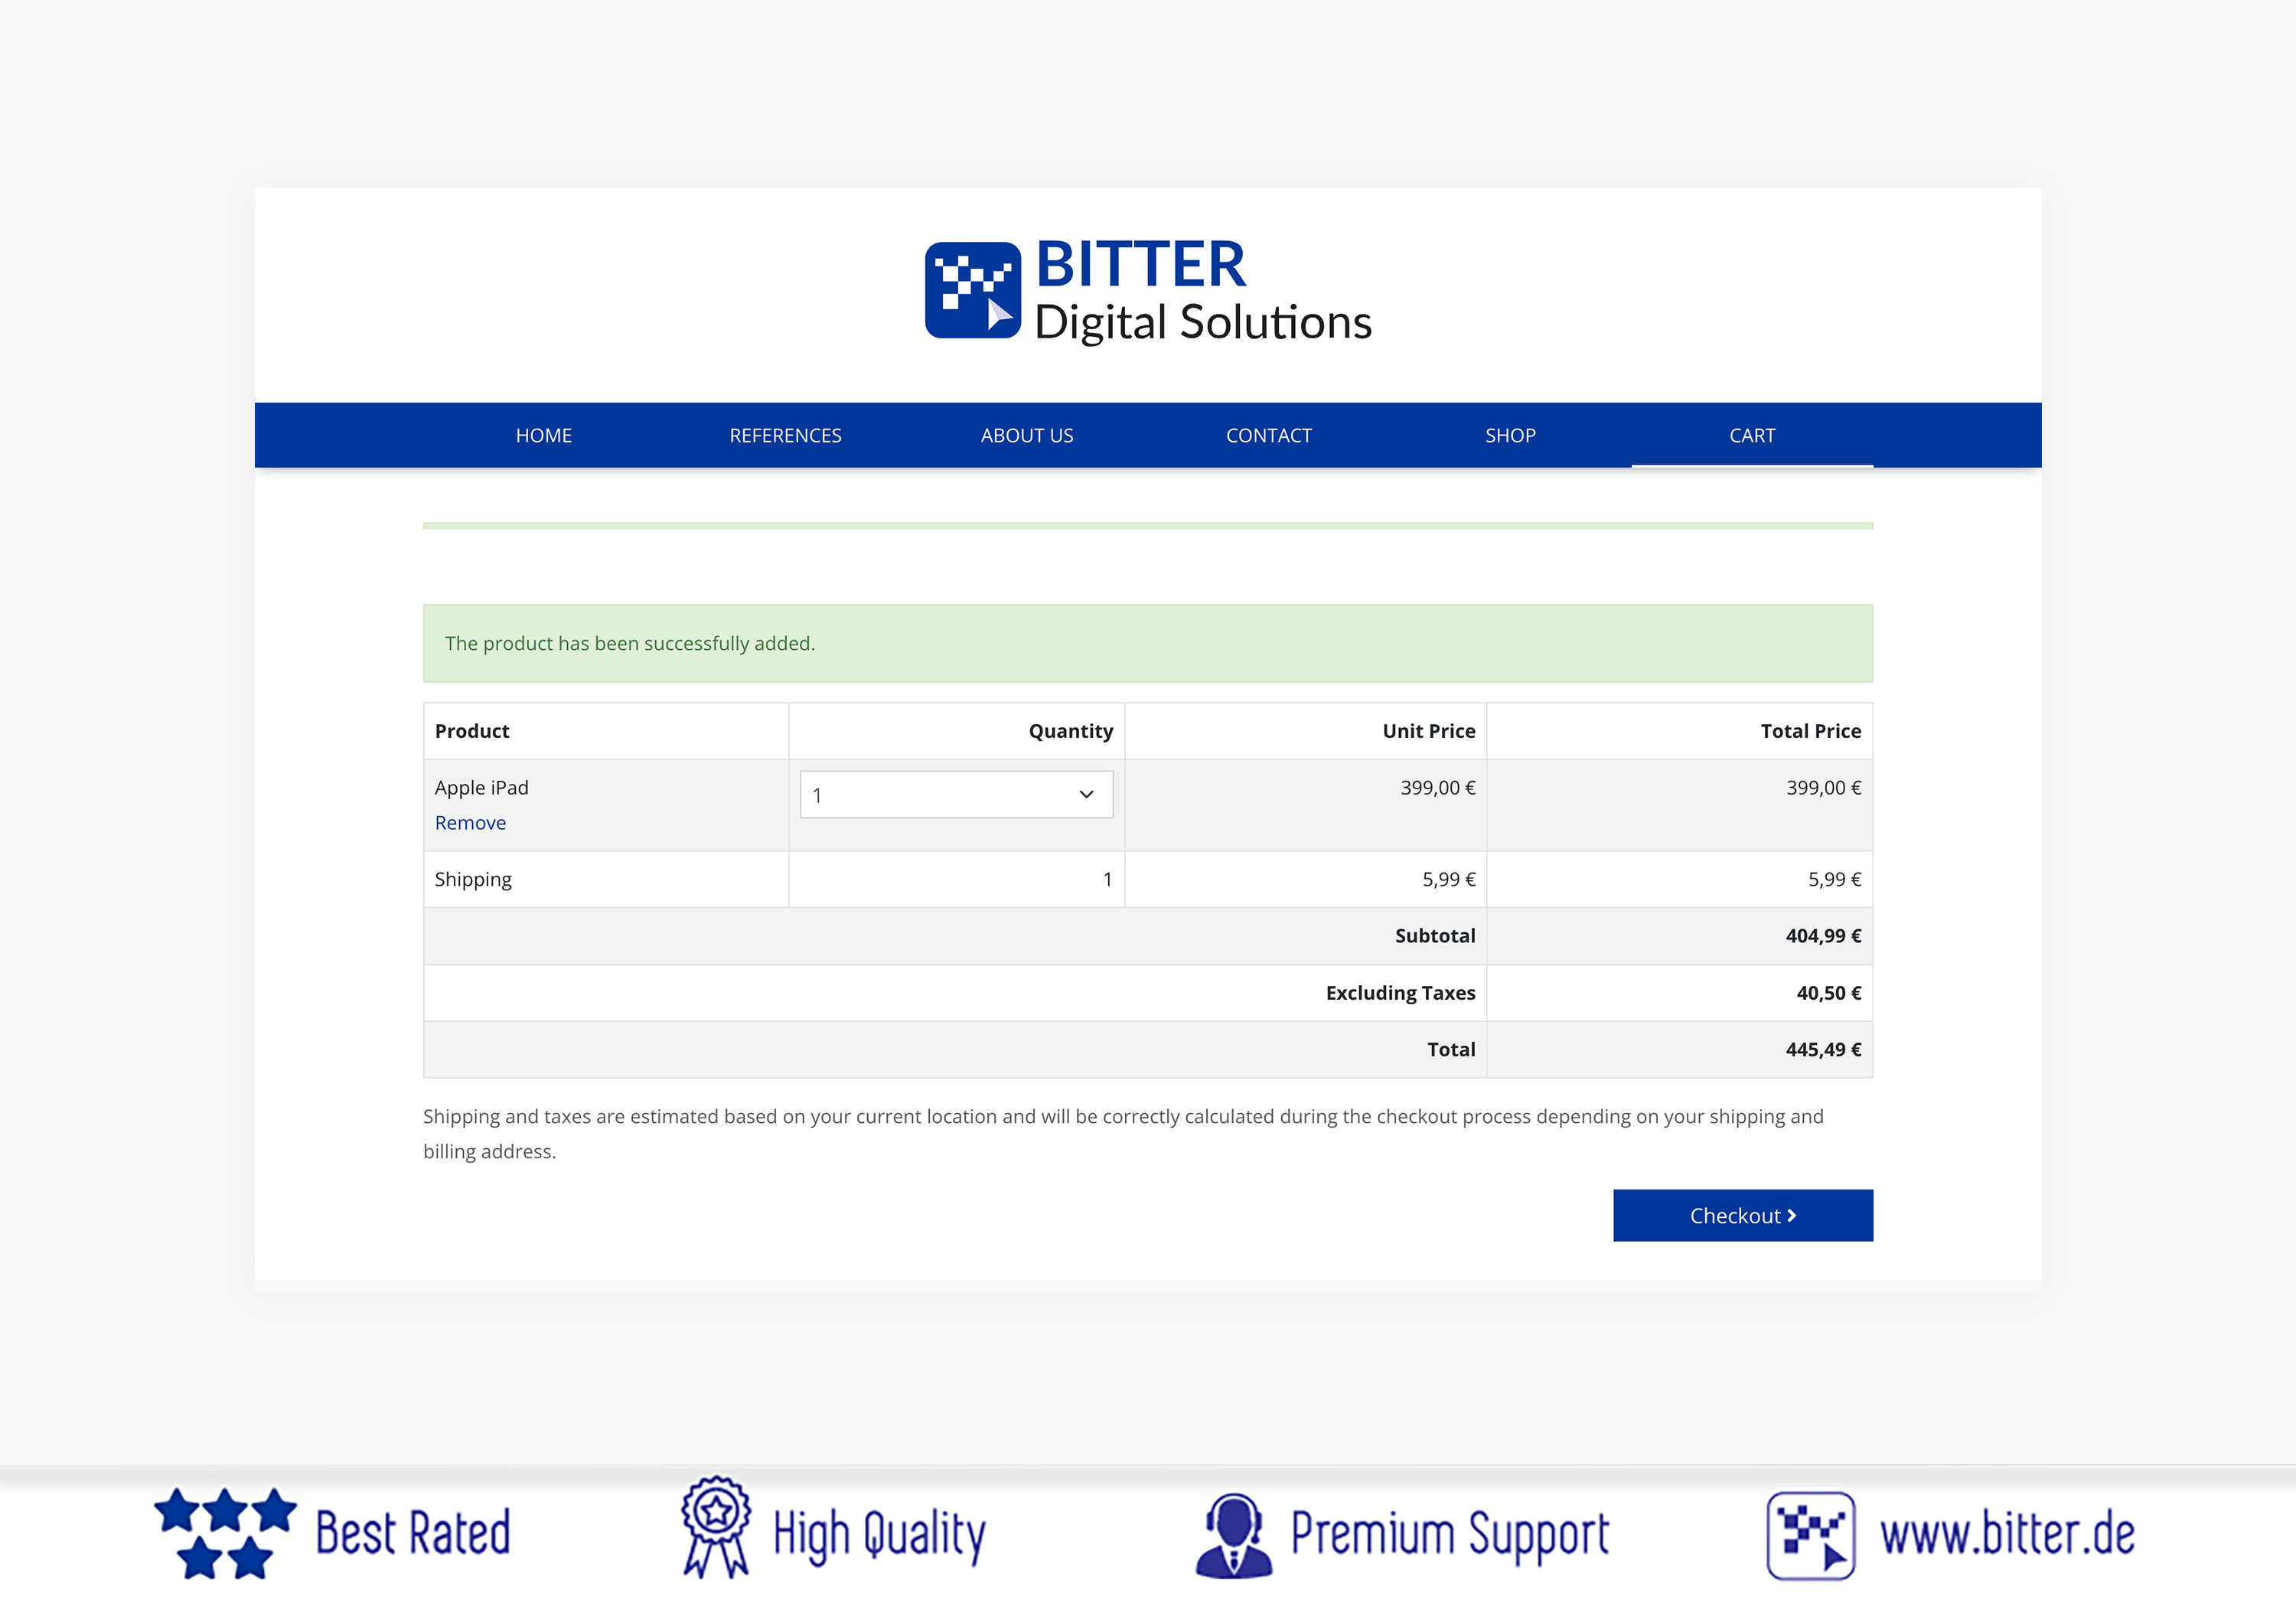 BITTER
Digital Solutions
HOME REFERENCES ABOUT US CONTACT SHOP CART
The product has been successfully added.
Product Quantity Unit Price Total Price
Apple iPad 1 399,00 € 399,00 €
Remove
Shipping 1 5,99 € 5,99 €
Subtotal 404,99 €
Excluding Taxes 40,50 €
Total 445,49 €
Shipping and taxes are estimated based on your current location and will be correctly calculated during the checkout process depending on your shipping and
billing address.
Checkout
Best Rated High Quality Premium Support www.bitter.de